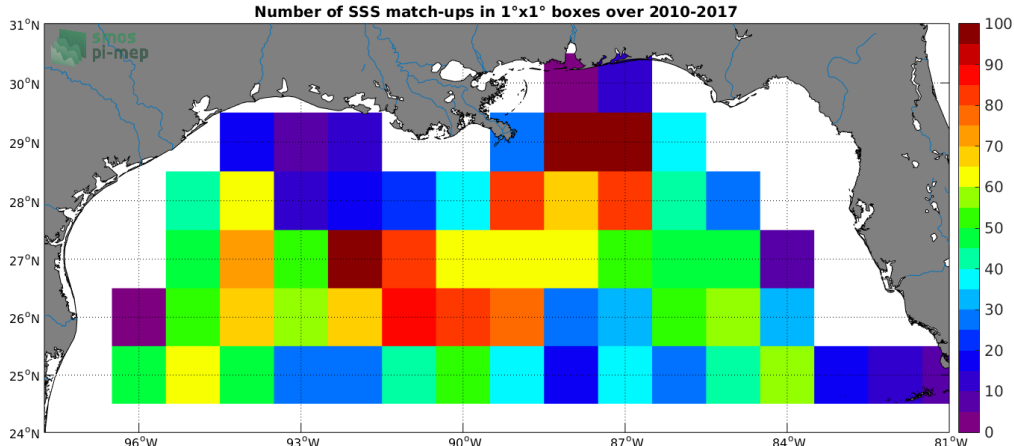 Number of SSS match-ups in 1°x1° boxes over 2010-2017
smos
pi-mep
31°N
30°N
29°N
28°N
27°N
26°N
25°N
24°N
96°W
93°W
90°W
87°W
84°W
81°W
100
90
80
70
60
50
40
30
20
10
0